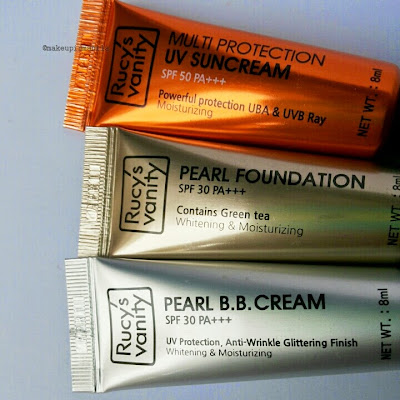 Rucy's
vanity
MULTI PROTECTION
UV SUNCREAM
SPF 50 PA+++
Powerful protection UBA & UVB Ray
Moisturizing
NET WT. : 8ml
Rucy's
vanity
PEARL FOUNDATION
SPF 30 PA+++
Contains Green tea
Whitening & Moisturizing
NET WT. : 8ml
Rucy's
vanity
PEARL B.B. CREAM
SPF 30 PA+++
UV Protection, Anti-Wrinkle Glittering Finish
Whitening & Moisturizing
NET WT. : 8ml